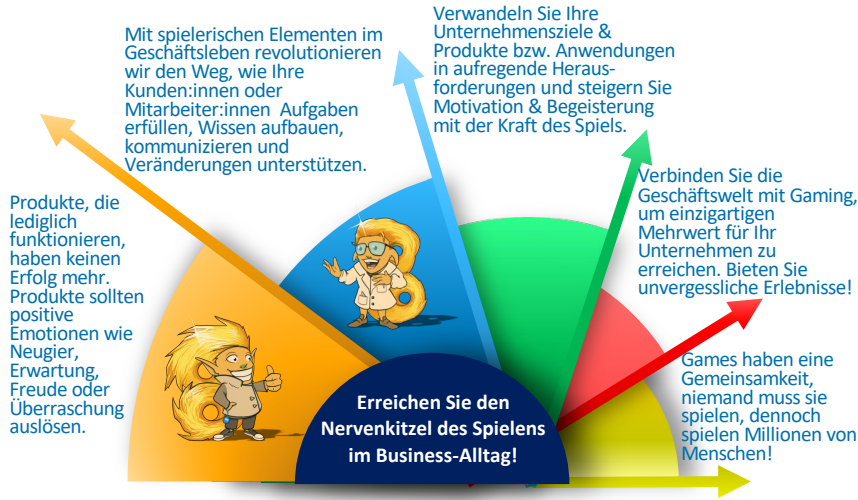 Mit spielerischen Elementen im
Geschäftsleben revolutionieren
wir den Weg, wie Ihre
Kunden:innen oder
Mitarbeiter:innen Aufgaben
erfüllen, Wissen aufbauen,
kommunizieren und
Veränderungen unterstützen.
Verwandeln Sie Ihre
Unternehmensziele &
Produkte bzw. Anwendungen
in aufregende Heraus-
forderungen und steigern Sie
Motivation & Begeisterung
mit der Kraft des Spiels.
Produkte, die
lediglich
funktionieren,
haben keinen
Erfolg mehr.
Produkte sollten
positive
Emotionen wie
Neugier,
Erwartung,
Freude oder
Überraschung
auslösen.
Verbinden Sie die
Geschäftswelt mit Gaming,
um einzigartigen
Mehrwert für Ihr
Unternehmen zu
erreichen. Bieten Sie
unvergessliche Erlebnisse!
Games haben eine
Gemeinsamkeit,
niemand muss sie
spielen, dennoch
spielen Millionen von
Menschen!
Erreichen Sie den
Nervenkitzel des Spielens
im Business-Alltag!